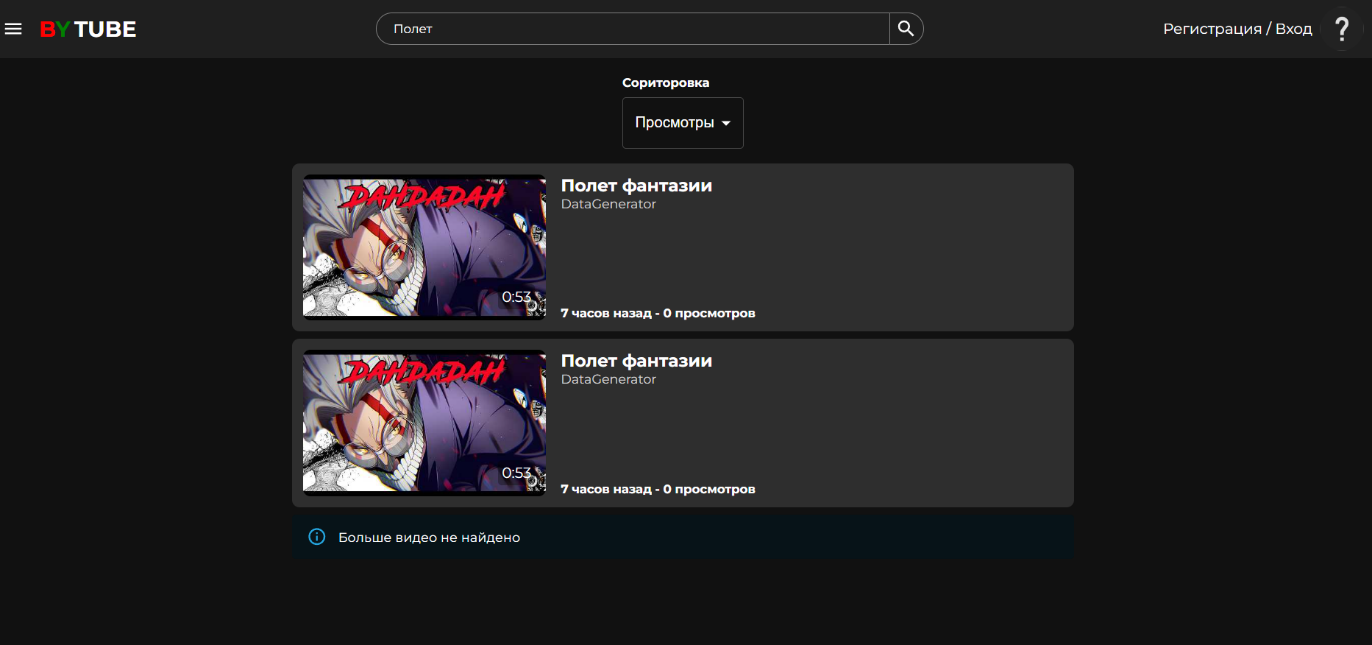 BY TUBE
Полет
Регистрация / Вход
?
Сориторовка
Просмотры
DAHDADAH
0:53
Полет фантазии
DataGenerator
7 часов назад - 0 просмотров
DAHDADAH
0:53
Полет фантазии
DataGenerator
7 часов назад - 0 просмотров
Больше видео не найдено